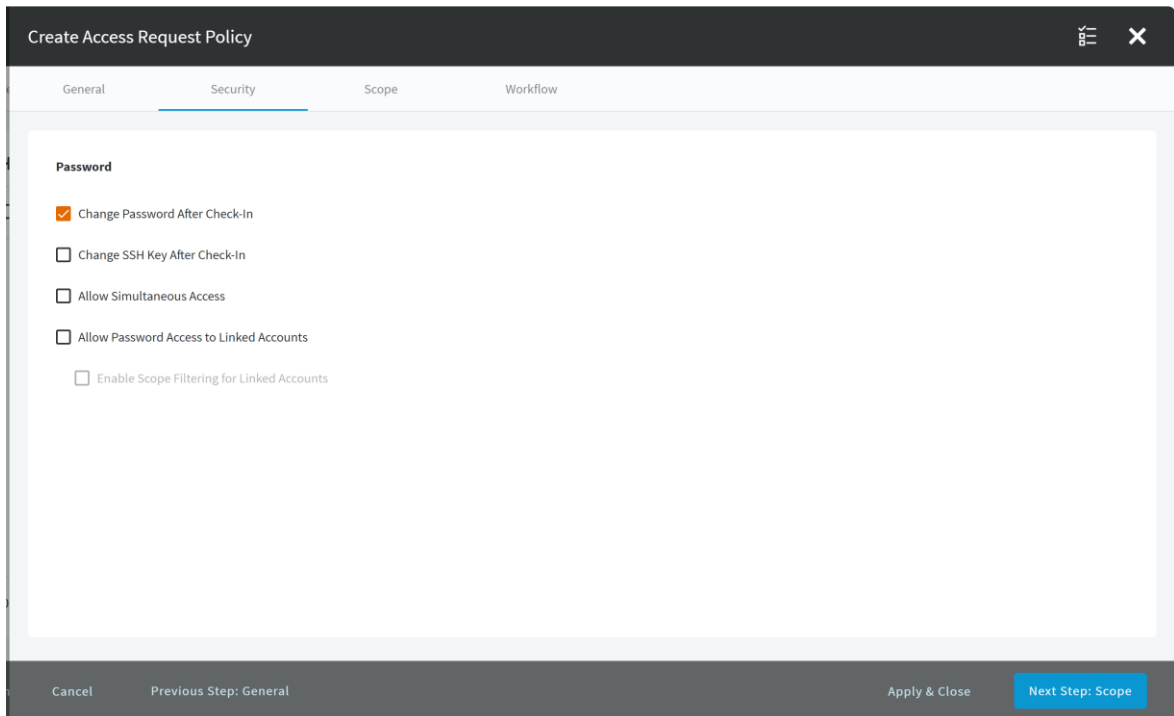 Create Access Request Policy
General Security Scope Workflow
Password
Change Password After Check-In
Change SSH Key After Check-In
Allow Simultaneous Access
Allow Password Access to Linked Accounts
Enable Scope Filtering for Linked Accounts
Cancel Previous Step: General Apply & Close Next Step: Scope